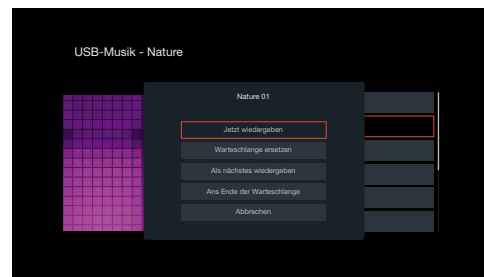 USB-Musik - Nature
Nature 01
Jetzt wiedergeben
Warteschlange ersetzen
Als nächstes wiedergeben
Ans Ende der Warteschlange
Abbrechen